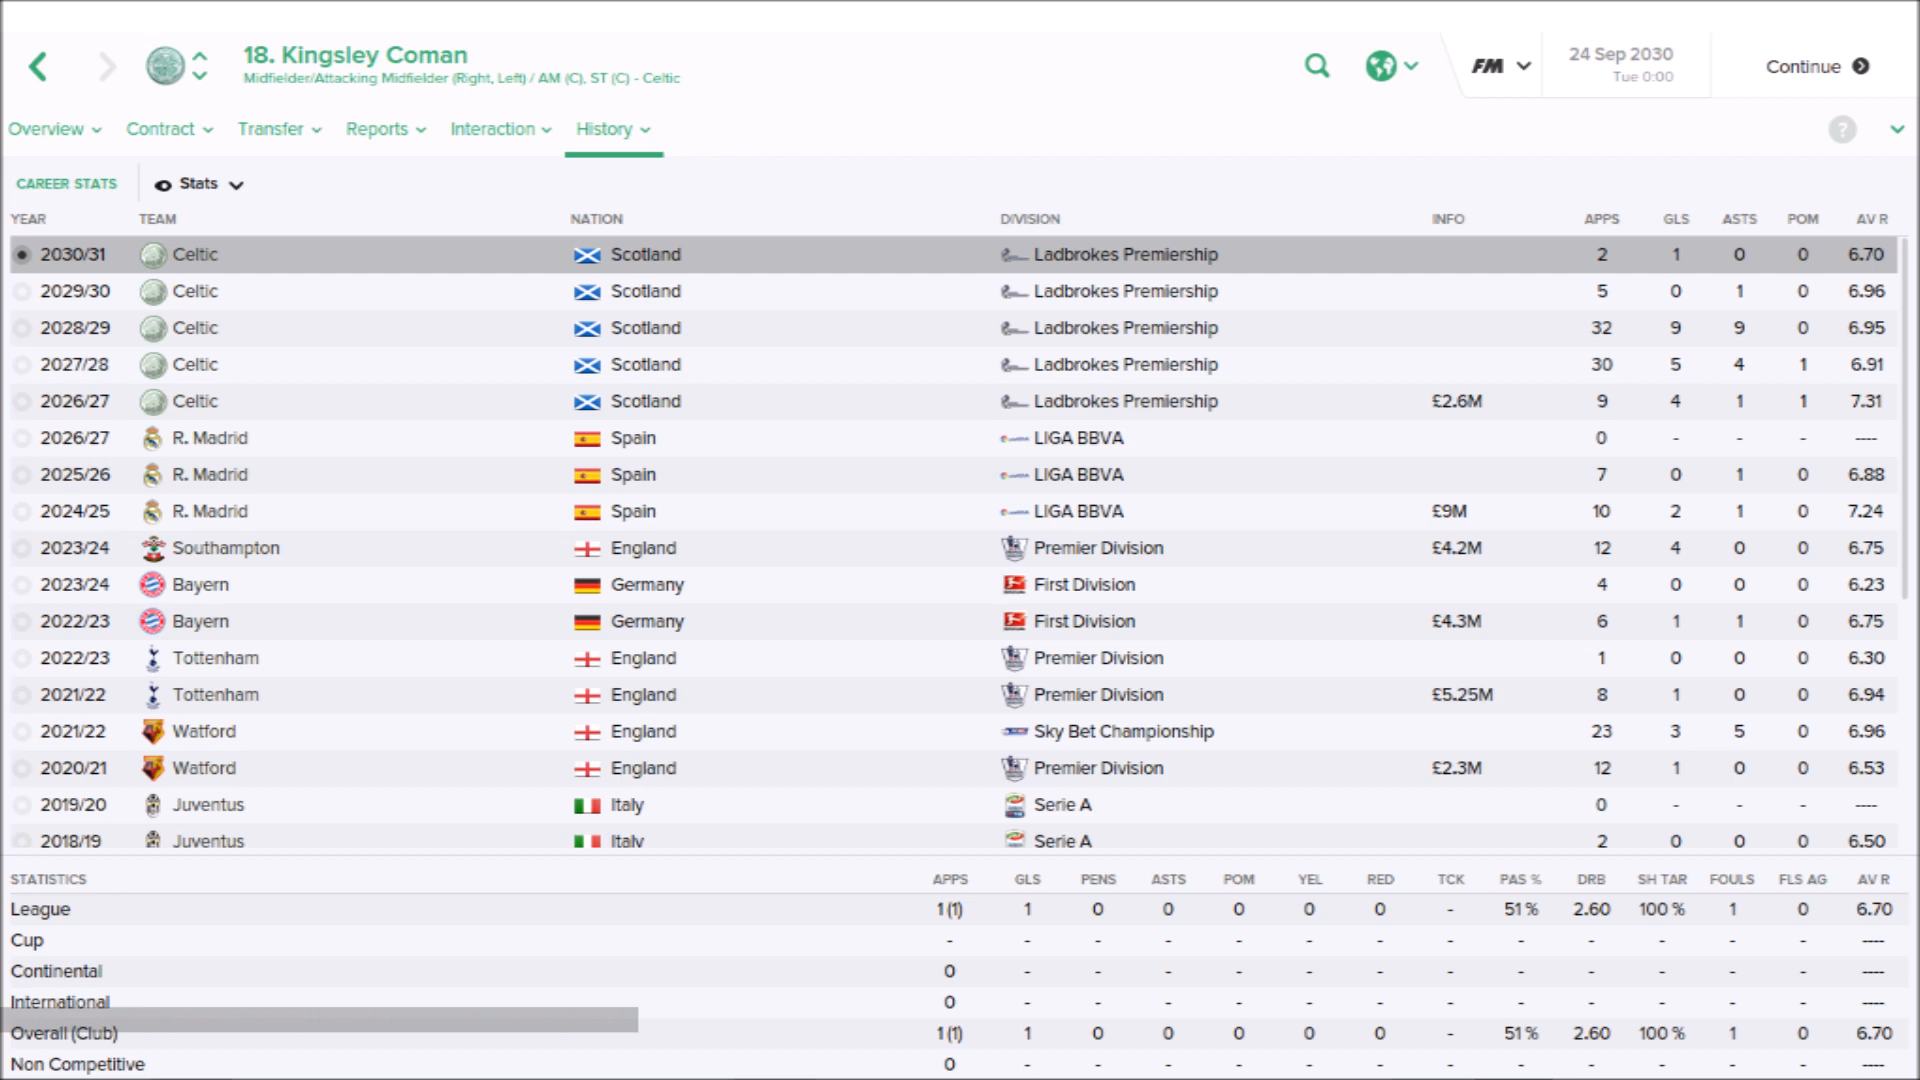 18. Kingsley Coman
Midfielder/Attacking Midfielder (Right, Left) / AM (C), ST (C) - Celtic
FM
24 Sep 2030
Tue 0:00
Continue
Overview Contract Transfer Reports Interaction History
?
CAREER STATS Stats
YEAR TEAM NATION DIVISION INFO APPS GLS ASTS POM AV R
2030/31 Celtic Scotland Ladbrokes Premiership 2 1 0 0 6.70
2029/30 Celtic Scotland Ladbrokes Premiership 5 0 1 0 6.96
2028/29 Celtic Scotland Ladbrokes Premiership 32 9 9 0 6.95
2027/28 Celtic Scotland Ladbrokes Premiership 30 5 4 1 6.91
2026/27 Celtic Scotland Ladbrokes Premiership £2.6M 9 4 1 1 7.31
2026/27 R. Madrid Spain LIGA BBVA 0 - - - ----
2025/26 R. Madrid Spain LIGA BBVA 7 0 1 0 6.88
2024/25 R. Madrid Spain LIGA BBVA £9M 10 2 1 0 7.24
2023/24 Southampton England Premier Division £4.2M 12 4 0 0 6.75
2023/24 Bayern Germany First Division 4 0 0 0 6.23
2022/23 Bayern Germany First Division £4.3M 6 1 1 0 6.75
2022/23 Tottenham England Premier Division 1 0 0 0 6.30
2021/22 Tottenham England Premier Division £5.25M 8 1 0 0 6.94
2021/22 Watford England Sky Bet Championship 23 3 5 0 6.96
2020/21 Watford England Premier Division £2.3M 12 1 0 0 6.53
2019/20 Juventus Italy Serie A 0 - - - ----
2018/19 Juventus Italy Serie A 2 0 0 0 6.50
STATISTICS APPS GLS PENS ASTS POM YEL RED TCK PAS % DRB SH TAR FOULS FLS AG AV R
League 1 (1) 1 0 0 0 0 0 - 51 % 2.60 100 % 1 0 6.70
Cup - - - - - - - - - - - - - ----
Continental 0 - - - - - - - - - - - - ----
International 0 - - - - - - - - - - - - ----
Overall (Club) 1 (1) 1 0 0 0 0 0 - 51 % 2.60 100 % 1 0 6.70
Non Competitive 0 - - - - - - - - - - - - ----